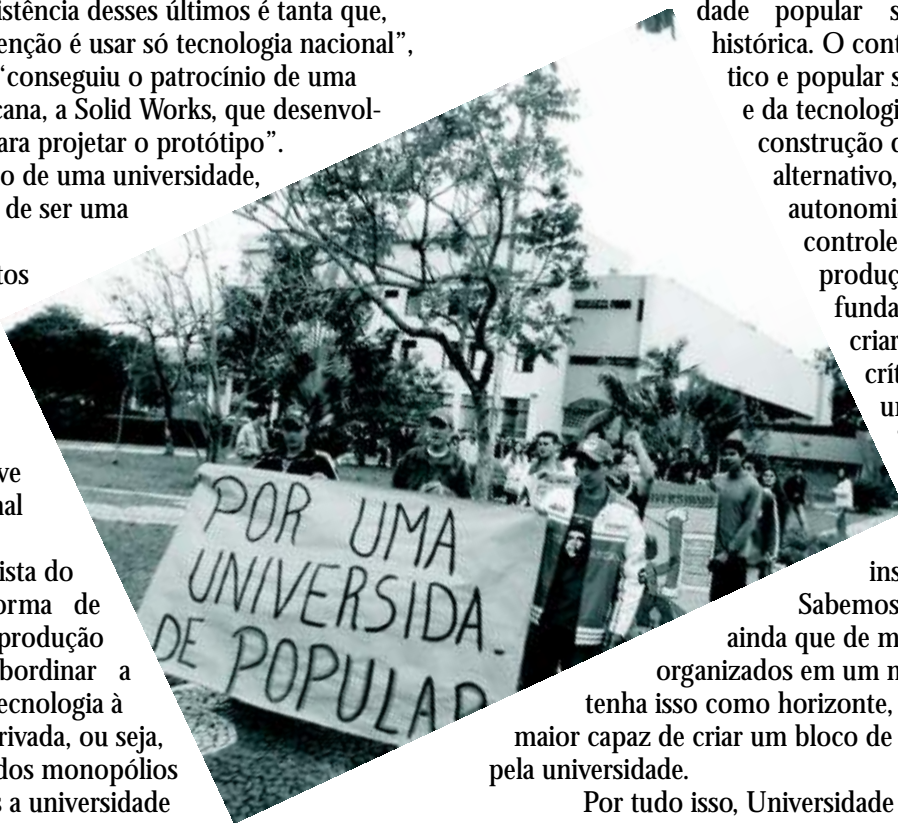 istência desses últimos é tanta que,
enção é usar só tecnologia nacional”,
“conseguiu o patrocínio de uma
cana, a Solid Works, que desenvol-
ara projetar o protótipo”.
o de uma universidade,
de ser uma
tos
ve
nal
ista do
orma de
produção
bordinar a
ecnologia à
rivada, ou seja,
dos monopólios
s a universidade
POR UMA
UNIVERSIDA-
DE POPULAR
VERSIDADE
dade popular s
histórica. O cont
tico e popular s
e da tecnologi
construção d
alternativo,
autonomi
controle
produç
funda
criar
crít
un
ins
Sabemos
ainda que de m
organizados em um m
tenha isso como horizonte,
maior capaz de criar um bloco de
pela universidade.
Por tudo isso, Universidade